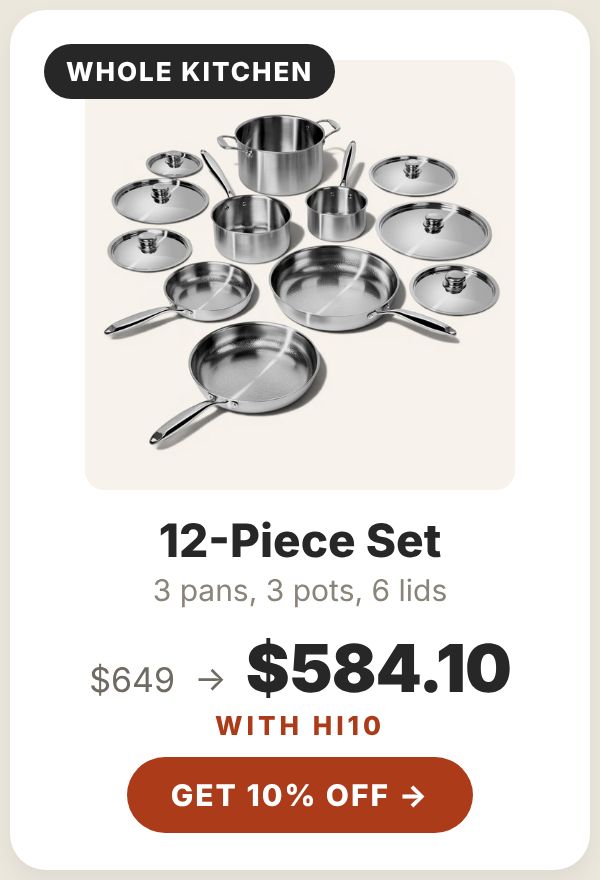 WHOLE KITCHEN
12-Piece Set
3 pans, 3 pots, 6 lids
$649 → $584.10
WITH HI10
GET 10% OFF →